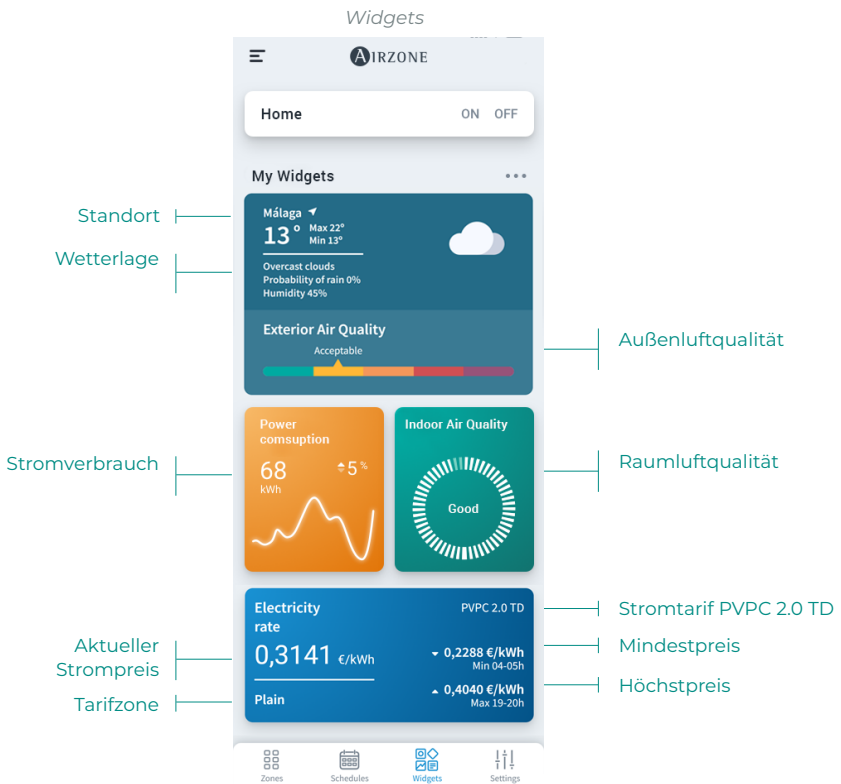 Widgets
AIRZONE
Home ON OFF
My Widgets
Standort
Málaga
13° Max 22°
Min 13°
Wetterlage
Overcast clouds
Probability of rain 0%
Humidity 45%
Exterior Air Quality
Acceptable
Außenluftqualität
Power
comsuption
68
kWh
5%
Stromverbrauch
Indoor Air Quality
Good
Raumluftqualität
Electricity
rate
PVPC 2.0 TD
Stromtarif PVPC 2.0 TD
Aktueller
Strompreis
0,3141 €/kWh
0,2288 €/kWh
Min 04-05h
Mindestpreis
Tarifzone
Plain
0,4040 €/kWh
Max 19-20h
Höchstpreis
Zones Schedules Widgets Settings